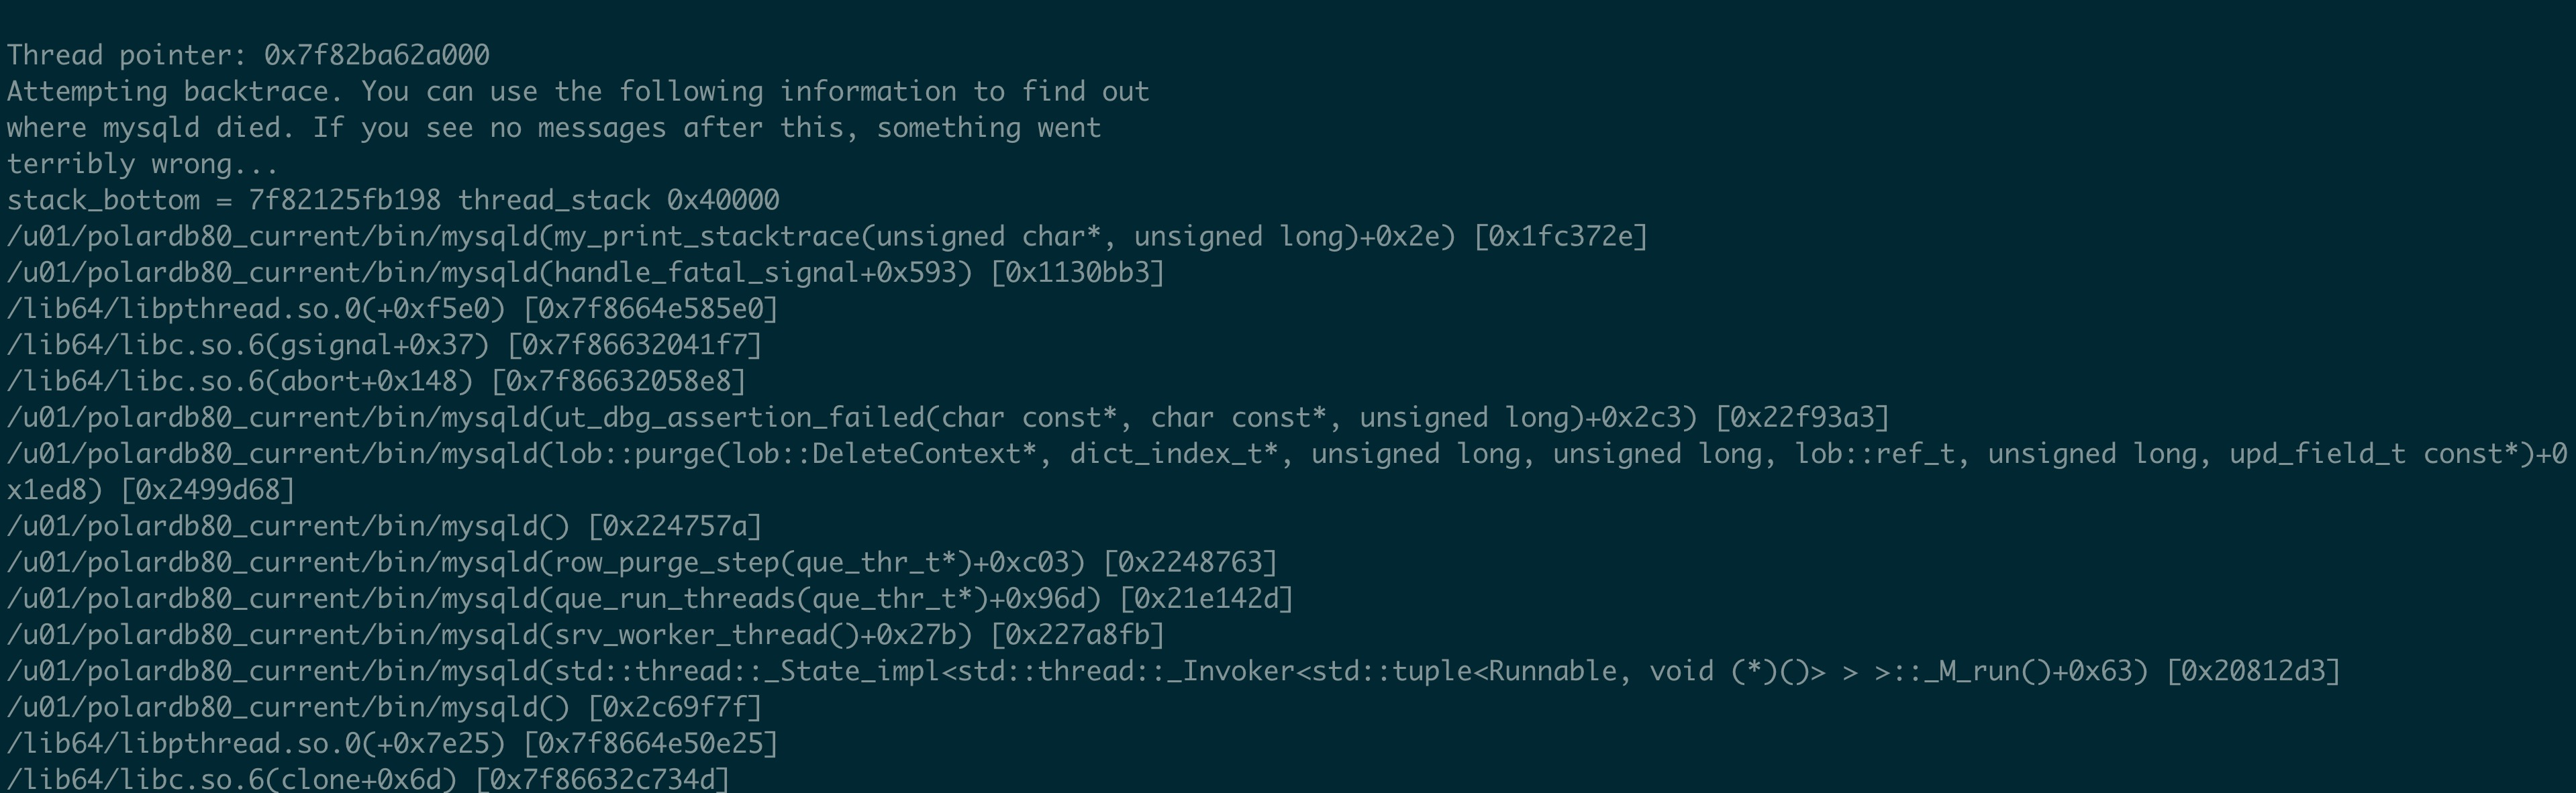 Thread pointer: 0x7f82ba62a000
Attempting backtrace. You can use the following information to find out
where mysqld died. If you see no messages after this, something went
terribly wrong...
stack_bottom = 7f82125fb198 thread_stack 0x40000
/u01/polardb80_current/bin/mysqld(my_print_stacktrace(unsigned char*, unsigned long)+0x2e) [0x1fc372e]
/u01/polardb80_current/bin/mysqld(handle_fatal_signal+0x593) [0x1130bb3]
/lib64/libpthread.so.0(+0xf5e0) [0x7f8664e585e0]
/lib64/libc.so.6(gsignal+0x37) [0x7f86632041f7]
/lib64/libc.so.6(abort+0x148) [0x7f86632058e8]
/u01/polardb80_current/bin/mysqld(ut_dbg_assertion_failed(char const*, char const*, unsigned long)+0x2c3) [0x22f93a3]
/u01/polardb80_current/bin/mysqld(lob::purge(lob::DeleteContext*, dict_index_t*, unsigned long, unsigned long, lob::ref_t, unsigned long, upd_field_t const*)+0
x1ed8) [0x2499d68]
/u01/polardb80_current/bin/mysqld() [0x224757a]
/u01/polardb80_current/bin/mysqld(row_purge_step(que_thr_t*)+0xc03) [0x2248763]
/u01/polardb80_current/bin/mysqld(que_run_threads(que_thr_t*)+0x96d) [0x21e142d]
/u01/polardb80_current/bin/mysqld(srv_worker_thread()+0x27b) [0x227a8fb]
/u01/polardb80_current/bin/mysqld(std::thread::_State_impl<std::thread::_Invoker<std::tuple<Runnable, void (*)()> > >::_M_run()+0x63) [0x20812d3]
/u01/polardb80_current/bin/mysqld() [0x2c69f7f]
/lib64/libpthread.so.0(+0x7e25) [0x7f8664e50e25]
/lib64/libc.so.6(clone+0x6d) [0x7f86632c734d]